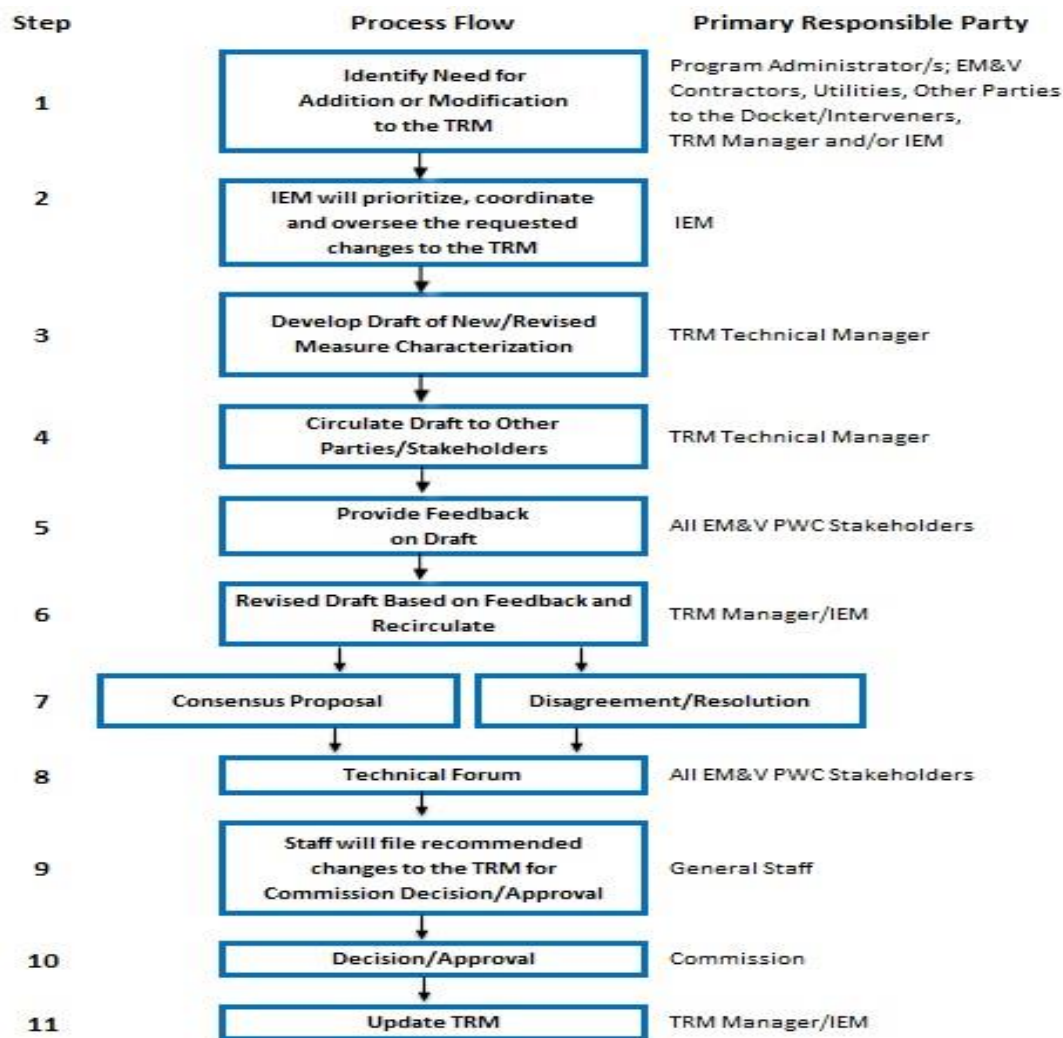 Step Process Flow Primary Responsible Party
1
Identify Need for
Addition or Modification
to the TRM
Program Administrator/s; EM&V
Contractors, Utilities, Other Parties
to the Docket/Interveners,
TRM Manager and/or IEM
2
IEM will prioritize, coordinate
and oversee the requested
changes to the TRM
IEM
3
Develop Draft of New/Revised
Measure Characterization
TRM Technical Manager
4
Circulate Draft to Other
Parties/Stakeholders
TRM Technical Manager
5
Provide Feedback
on Draft
All EM&V PWC Stakeholders
6
Revised Draft Based on Feedback and
Recirculate
TRM Manager/IEM
7
Consensus Proposal
Disagreement/Resolution
8
Technical Forum
All EM&V PWC Stakeholders
9
Staff will file recommended
changes to the TRM for
Commission Decision/Approval
General Staff
10
Decision/Approval
Commission
11
Update TRM
TRM Manager/IEM